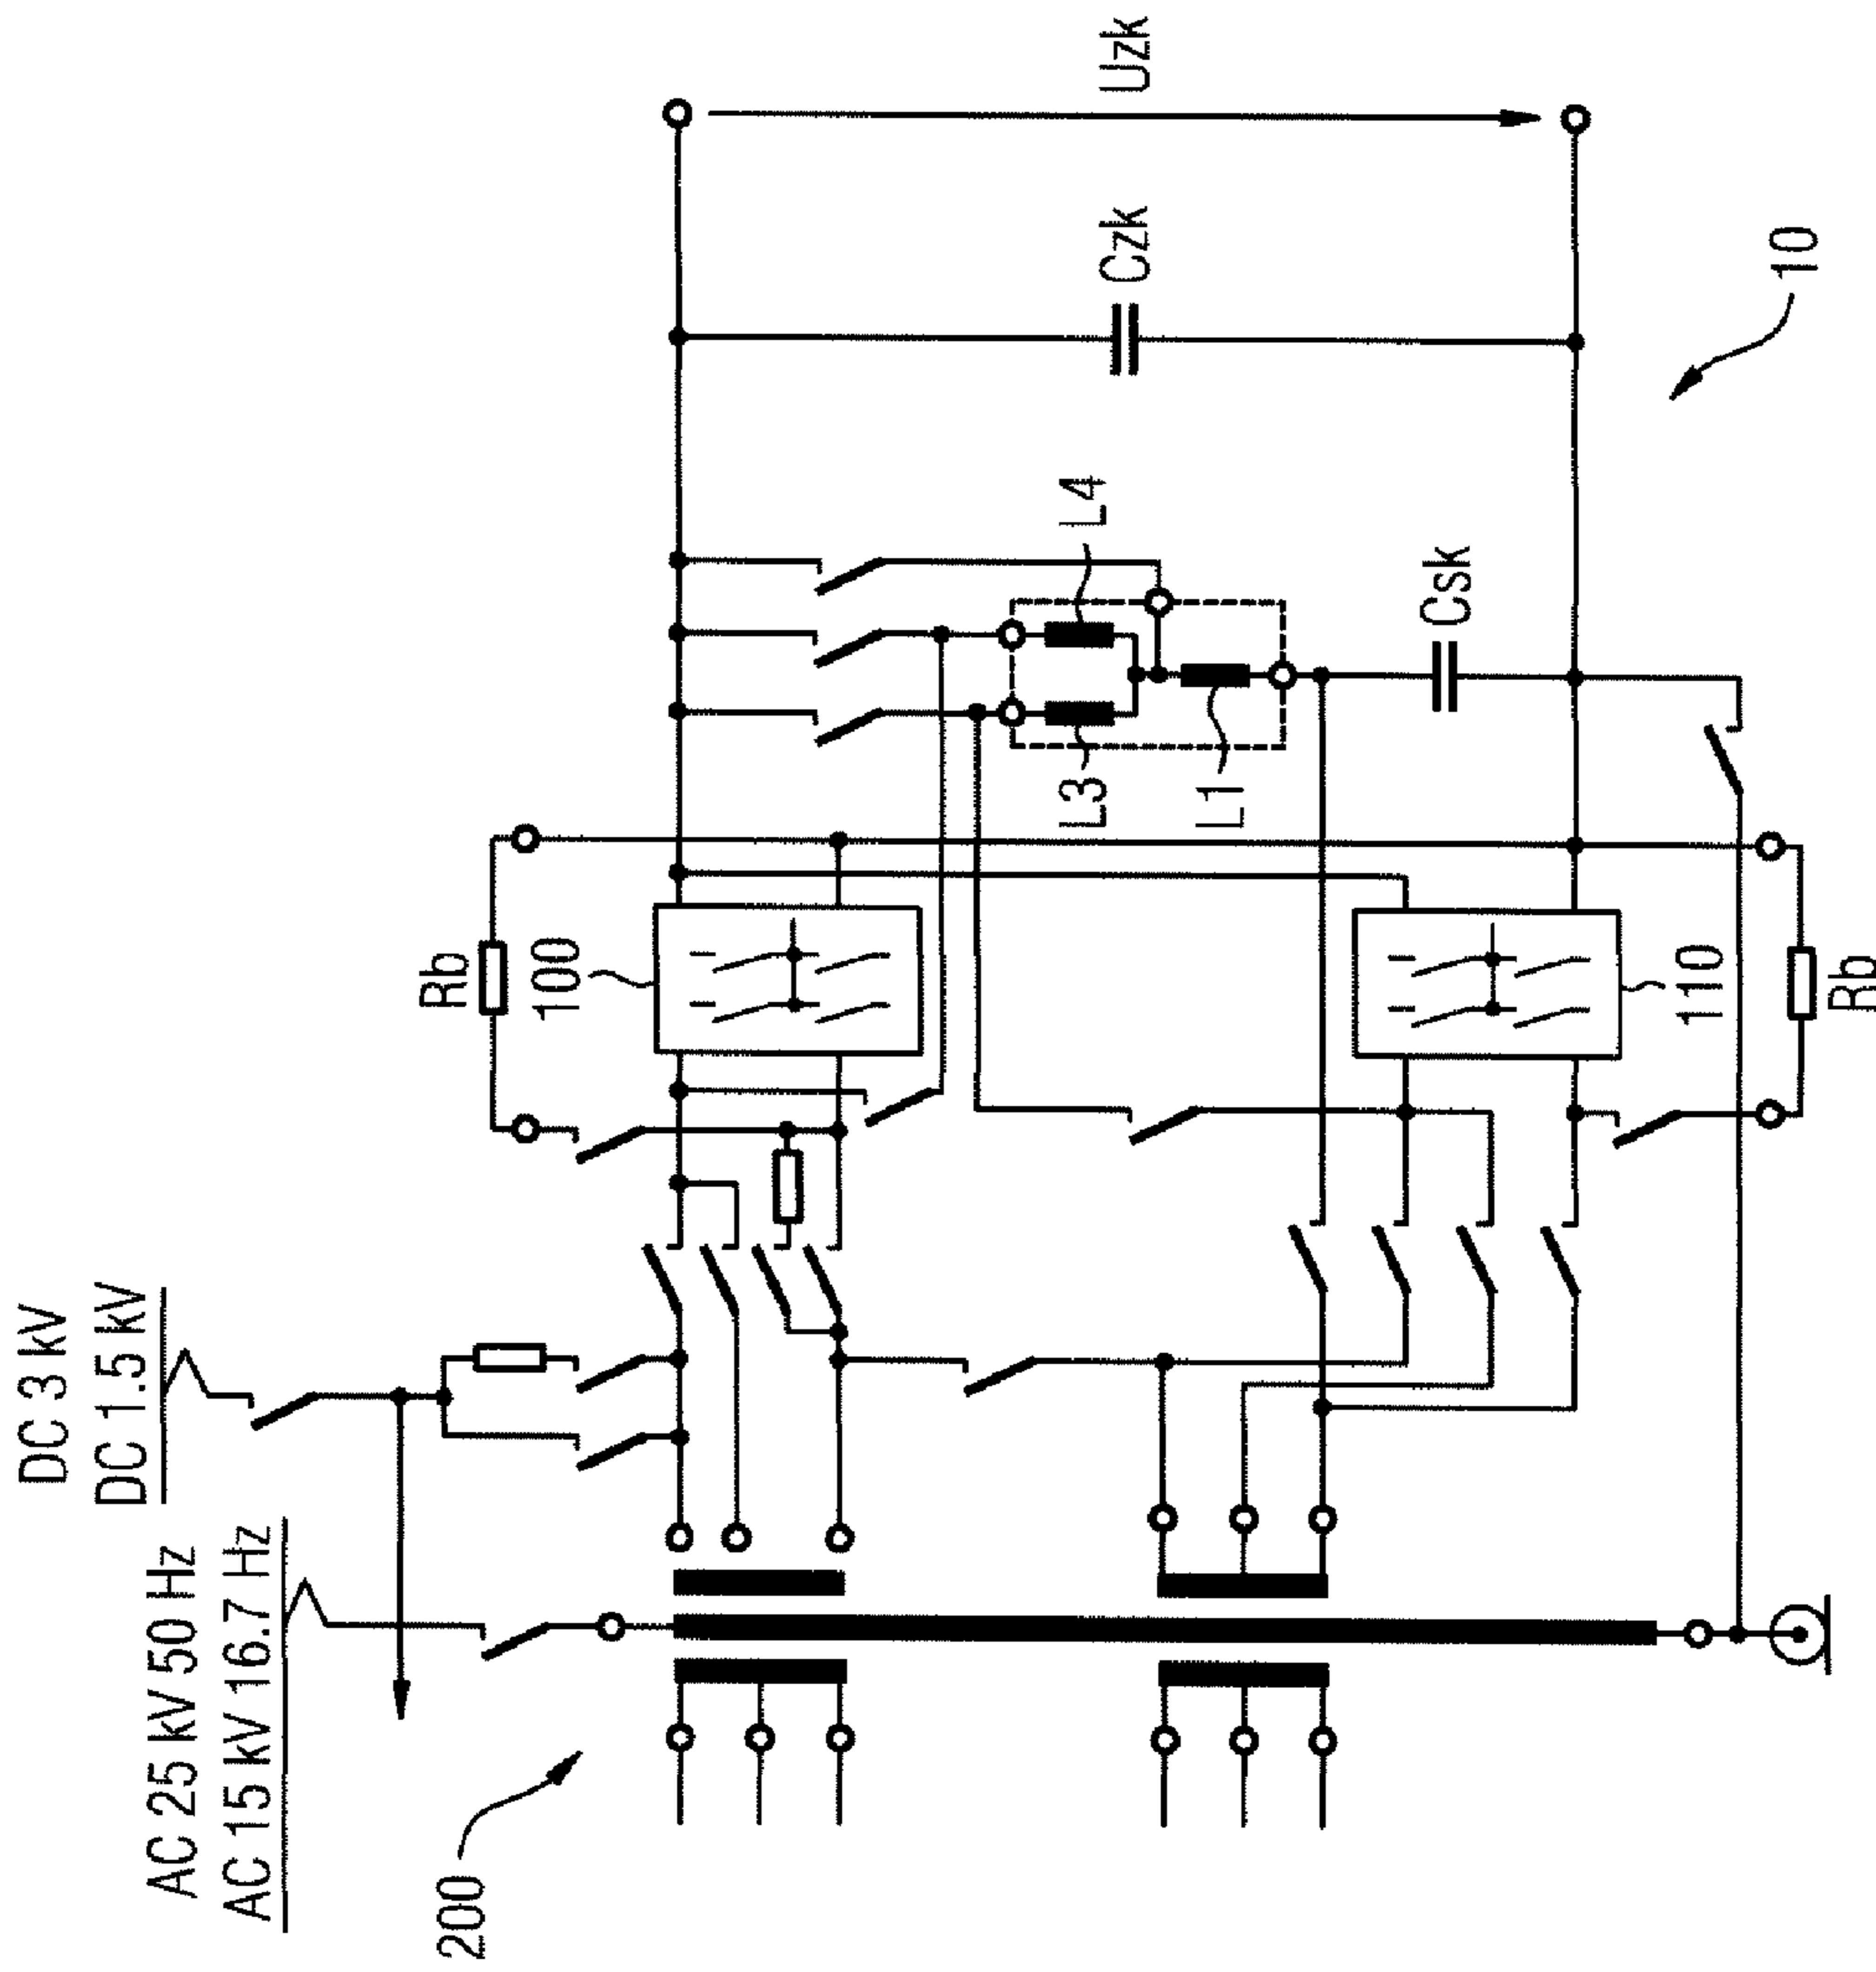 DC 3 kV
DC 1.5 kV
AC 25 kV 50 Hz
AC 15 kV 16.7 Hz
200
Rb
100
L3
L4
L1
Csk
Czk
Uzk
110
Rb
10